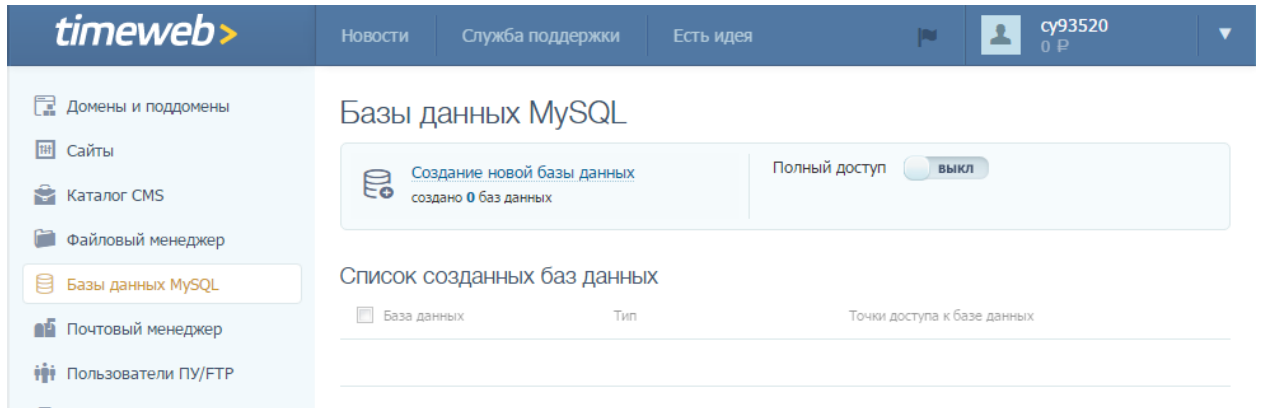 timeweb>
Новости
Служба поддержки
Есть идея
cy93520
0 ₽
Домены и поддомены
Сайты
Каталог CMS
Файловый менеджер
Базы данных MySQL
Почтовый менеджер
Пользователи ПУ/FTP
Базы данных MySQL
Создание новой базы данных
создано 0 баз данных
Полный доступ
ВЫКЛ
Список созданных баз данных
База данных
Тип
Точки доступа к базе данных